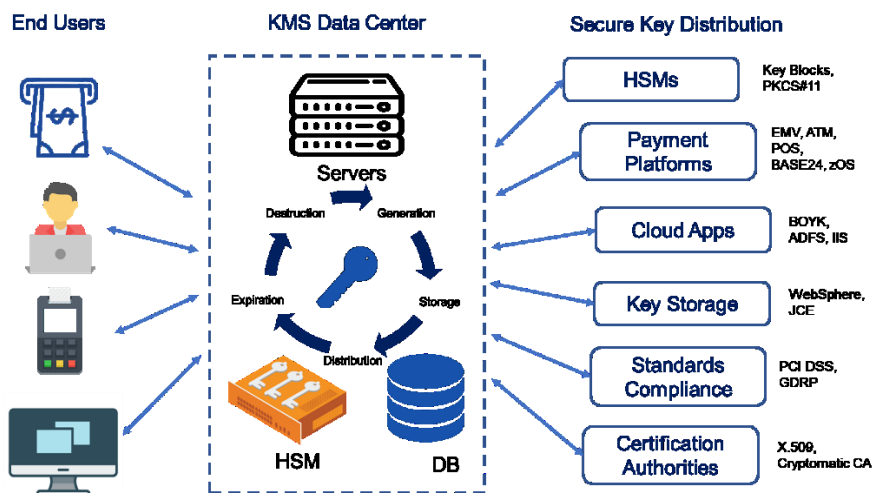 End Users
KMS Data Center
Secure Key Distribution
Servers
Destruction
Generation
Expiration
Storage
Distribution
HSM
DB
HSMs
Key Blocks,
PKCS#11
Payment
Platforms
EMV, ATM,
POS,
BASE24, zOS
Cloud Apps
BOYK,
ADFS, IIS
Key Storage
WebSphere,
JCE
Standards
Compliance
PCI DSS,
GDRP
Certification
Authorities
X.509,
Cryptomatic CA